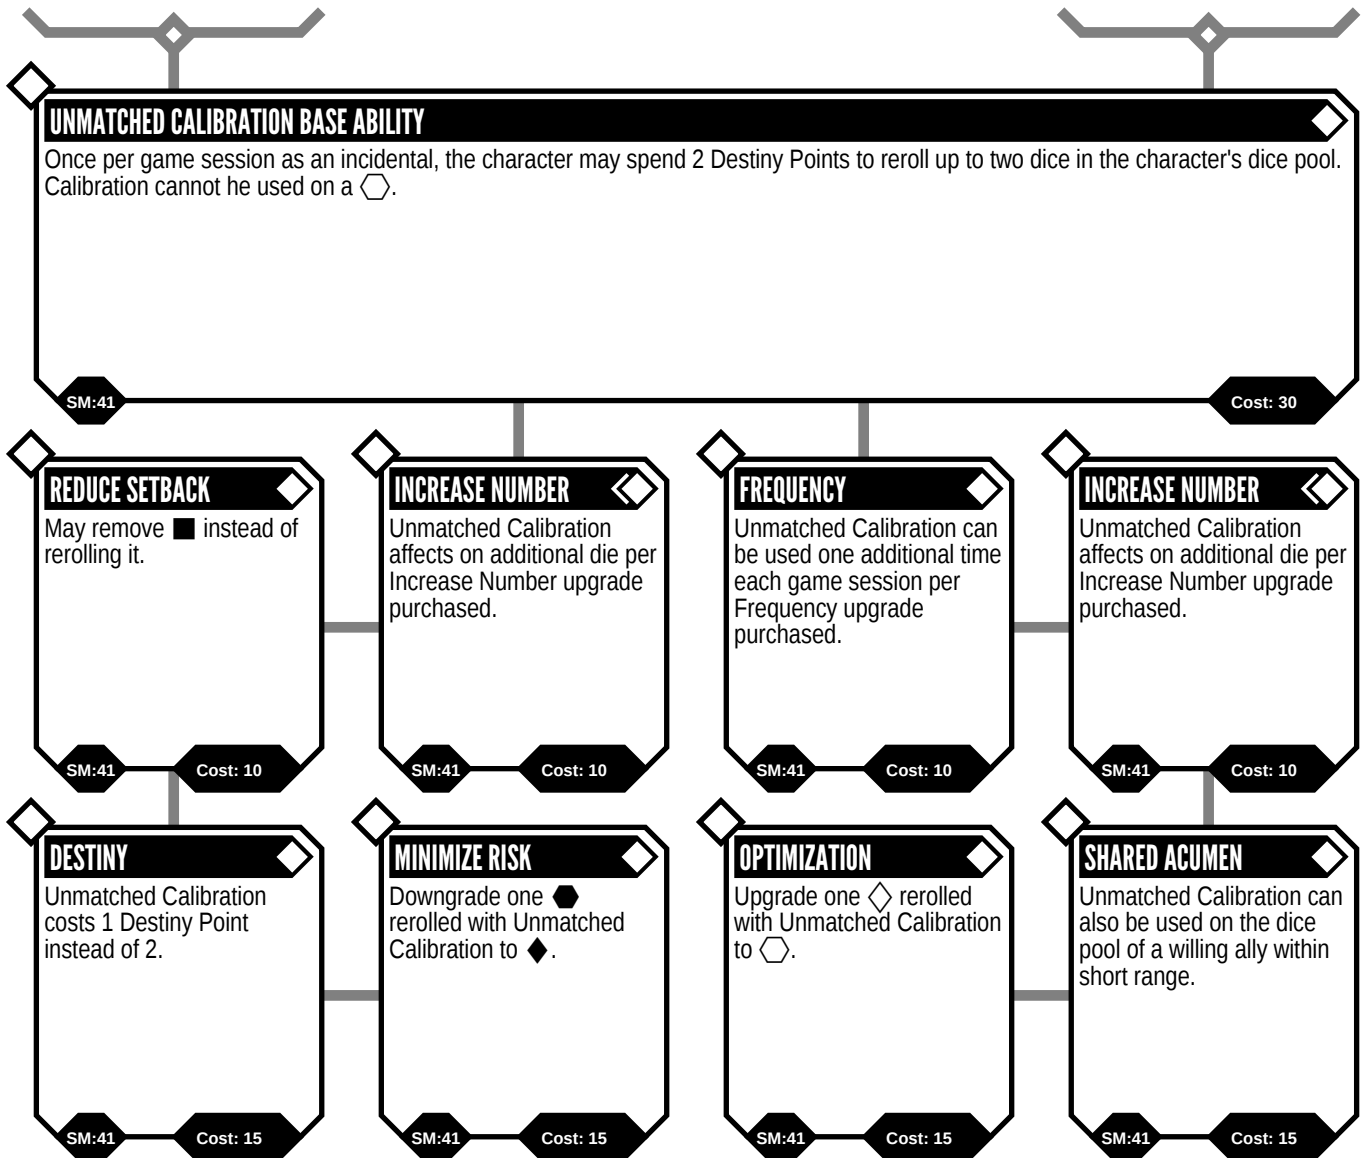 UNMATCHED CALIBRATION BASE ABILITY
Once per game session as an incidental, the character may spend 2 Destiny Points to reroll up to two dice in the character's dice pool.
Calibration cannot he used on a .
SM:41
Cost: 30
REDUCE SETBACK
May remove instead of
rerolling it.
SM:41
Cost: 10
INCREASE NUMBER
Unmatched Calibration
affects on additional die per
Increase Number upgrade
purchased.
SM:41
Cost: 10
FREQUENCY
Unmatched Calibration can
be used one additional time
each game session per
Frequency upgrade
purchased.
SM:41
Cost: 10
INCREASE NUMBER
Unmatched Calibration
affects on additional die per
Increase Number upgrade
purchased.
SM:41
Cost: 10
DESTINY
Unmatched Calibration
costs 1 Destiny Point
instead of 2.
SM:41
Cost: 15
MINIMIZE RISK
Downgrade one
rerolled with Unmatched
Calibration to .
SM:41
Cost: 15
OPTIMIZATION
Upgrade one rerolled
with Unmatched Calibration
to .
SM:41
Cost: 15
SHARED ACUMEN
Unmatched Calibration can
also be used on the dice
pool of a willing ally within
short range.
SM:41
Cost: 15